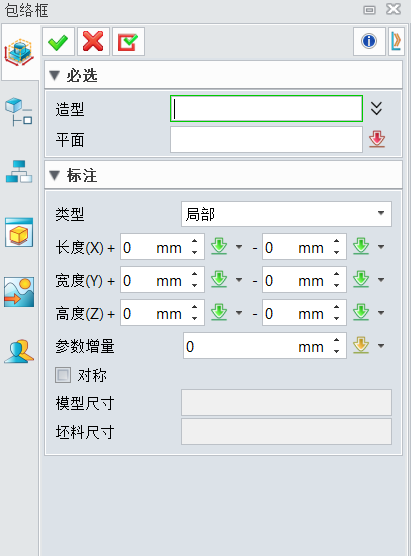 包络框
必选
造型
平面
标注
类型 局部
长度(X) + 0 mm - 0 mm
宽度(Y) + 0 mm - 0 mm
高度(Z) + 0 mm - 0 mm
参数增量 0 mm
对称
模型尺寸
坯料尺寸